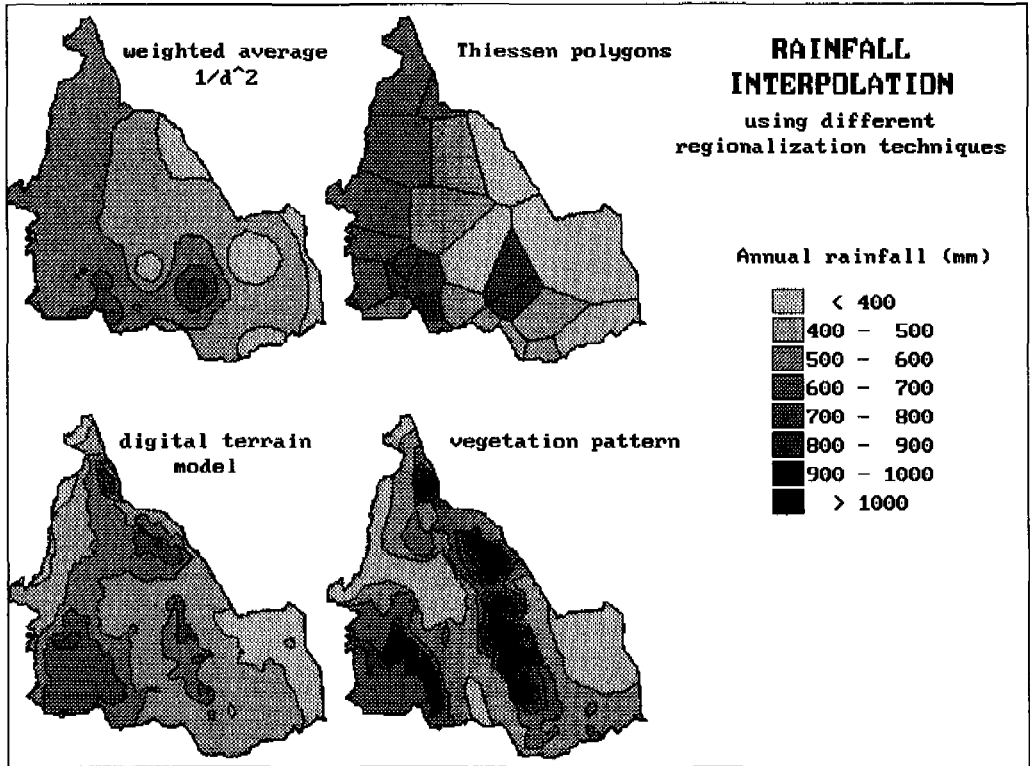 weighted average
1/d^2
Thiessen polygons
RAINFALL
INTERPOLATION
using different
regionalization techniques
Annual rainfall (mm)
< 400
400 - 500
500 - 600
600 - 700
700 - 800
800 - 900
900 - 1000
> 1000
digital terrain
model
vegetation pattern